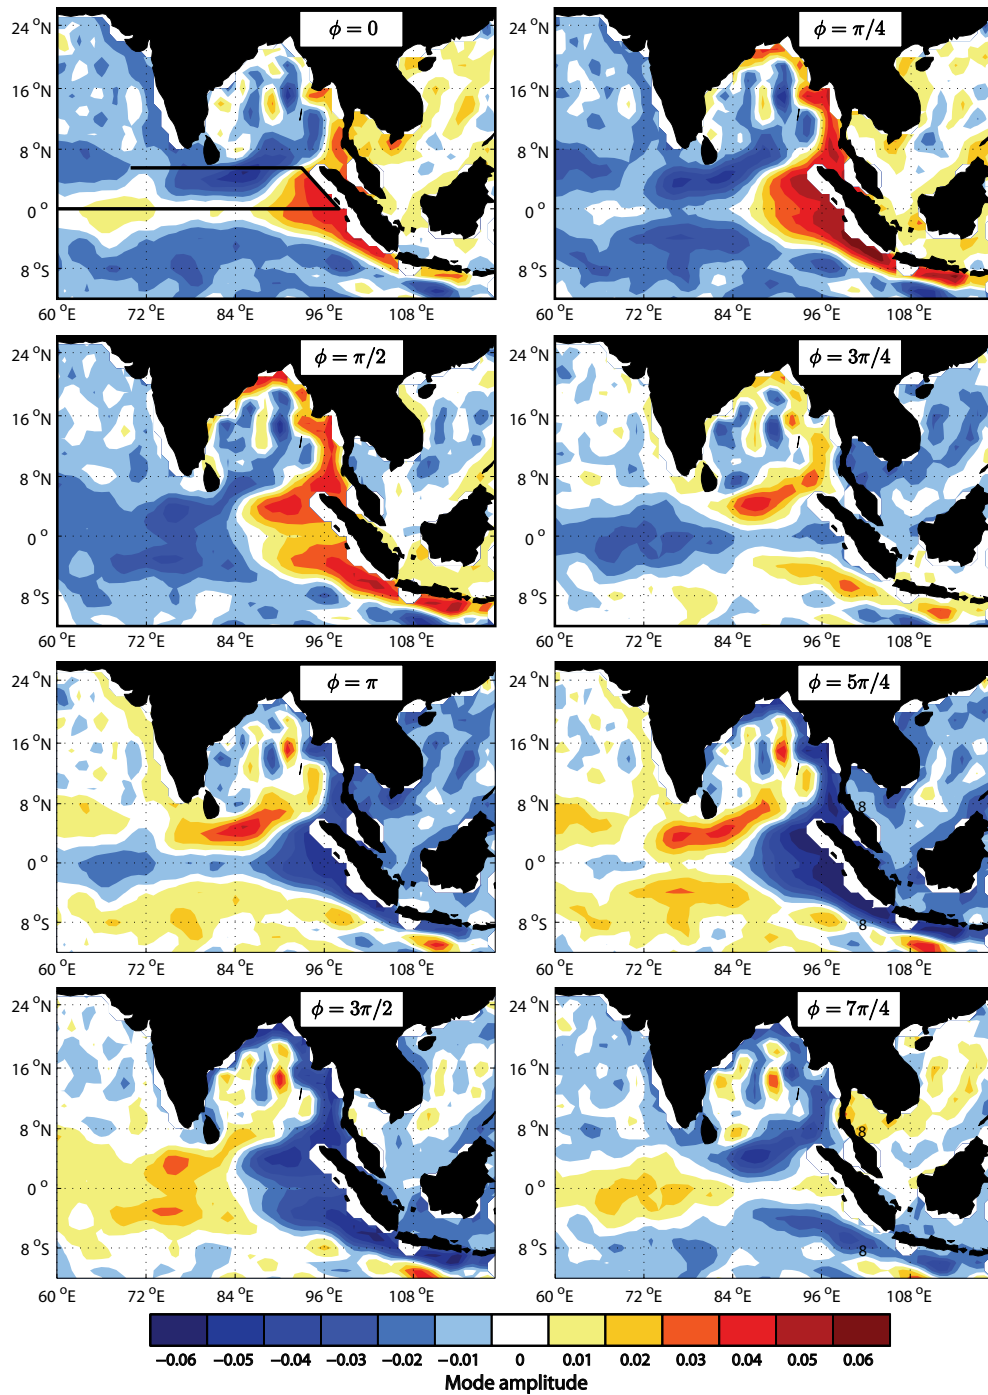 ϕ = 0
ϕ = π/4
24 °N
16 °N
8 °N
0 °
8 °S
60 °E
72 °E
84 °E
96 °E
108 °E
24 °N
16 °N
8 °N
0 °
8 °S
60 °E
72 °E
84 °E
96 °E
108 °E
ϕ = π/2
ϕ = 3π/4
24 °N
16 °N
8 °N
0 °
8 °S
60 °E
72 °E
84 °E
96 °E
108 °E
24 °N
16 °N
8 °N
0 °
8 °S
60 °E
72 °E
84 °E
96 °E
108 °E
ϕ = π
ϕ = 5π/4
24 °N
16 °N
8 °N
0 °
8 °S
60 °E
72 °E
84 °E
96 °E
108 °E
24 °N
16 °N
8 °N
0 °
8 °S
8
8
60 °E
72 °E
84 °E
96 °E
108 °E
ϕ = 3π/2
ϕ = 7π/4
24 °N
16 °N
8 °N
0 °
8 °S
60 °E
72 °E
84 °E
96 °E
108 °E
24 °N
16 °N
8 °N
0 °
8 °S
8
8
60 °E
72 °E
84 °E
96 °E
108 °E
−0.06 −0.05 −0.04 −0.03 −0.02 −0.01 0 0.01 0.02 0.03 0.04 0.05 0.06
Mode amplitude